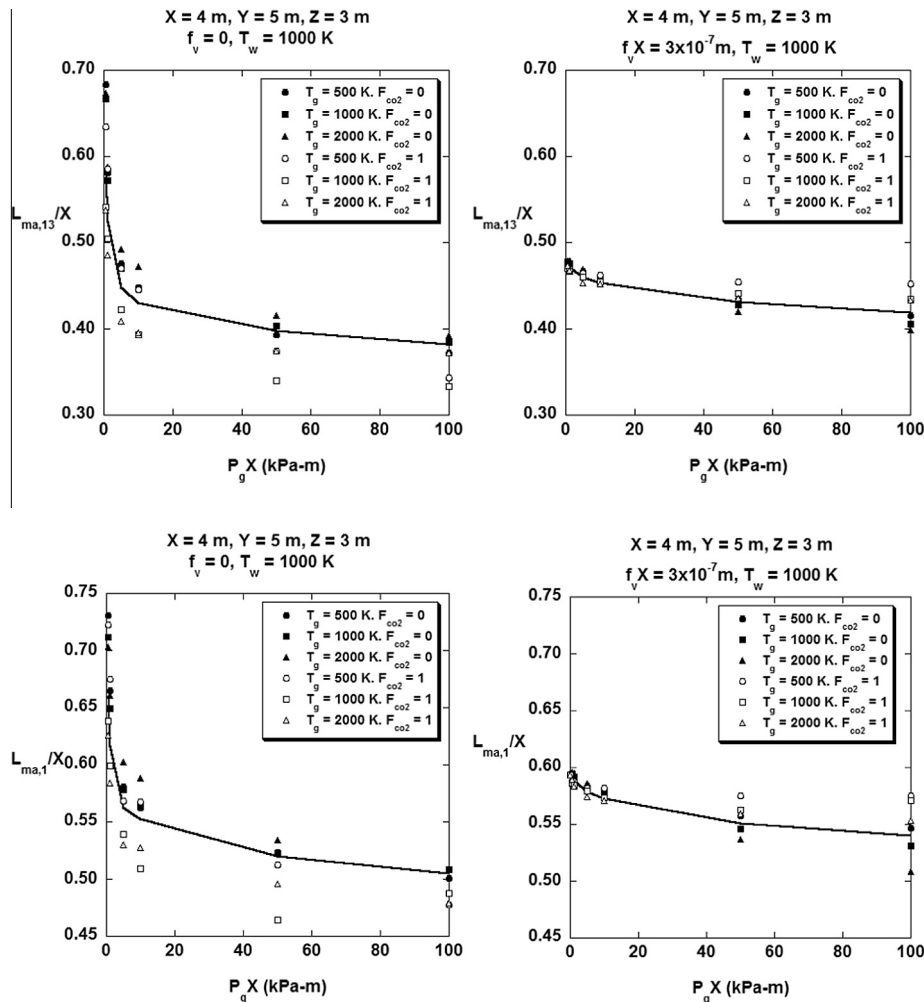 X = 4 m, Y = 5 m, Z = 3 m
f_v = 0, T_w = 1000 K
0.70
0.60
0.50
0.40
0.30
L_ma,13/X
T_g = 500 K. F_co2 = 0
T_g = 1000 K. F_co2 = 0
T_g = 2000 K. F_co2 = 0
T_g = 500 K. F_co2 = 1
T_g = 1000 K. F_co2 = 1
T_g = 2000 K. F_co2 = 1
0 20 40 60 80 100
P_g X (kPa-m)
X = 4 m, Y = 5 m, Z = 3 m
f_v X = 3x10^-7 m, T_w = 1000 K
0.70
0.60
0.50
0.40
0.30
L_ma,13/X
T_g = 500 K. F_co2 = 0
T_g = 1000 K. F_co2 = 0
T_g = 2000 K. F_co2 = 0
T_g = 500 K. F_co2 = 1
T_g = 1000 K. F_co2 = 1
T_g = 2000 K. F_co2 = 1
0 20 40 60 80 100
P_g X (kPa-m)
X = 4 m, Y = 5 m, Z = 3 m
f_v = 0, T_w = 1000 K
0.75
0.70
0.65
0.60
0.55
0.50
0.45
L_ma,1/X
T_g = 500 K. F_co2 = 0
T_g = 1000 K. F_co2 = 0
T_g = 2000 K. F_co2 = 0
T_g = 500 K. F_co2 = 1
T_g = 1000 K. F_co2 = 1
T_g = 2000 K. F_co2 = 1
0 20 40 60 80 100
P_g X (kPa-m)
X = 4 m, Y = 5 m, Z = 3 m
f_v X = 3x10^-7 m, T_w = 1000 K
0.75
0.70
0.65
0.60
0.55
0.50
0.45
L_ma,1/X
T_g = 500 K. F_co2 = 0
T_g = 1000 K. F_co2 = 0
T_g = 2000 K. F_co2 = 0
T_g = 500 K. F_co2 = 1
T_g = 1000 K. F_co2 = 1
T_g = 2000 K. F_co2 = 1
0 20 40 60 80 100
P_g X (kPa-m)